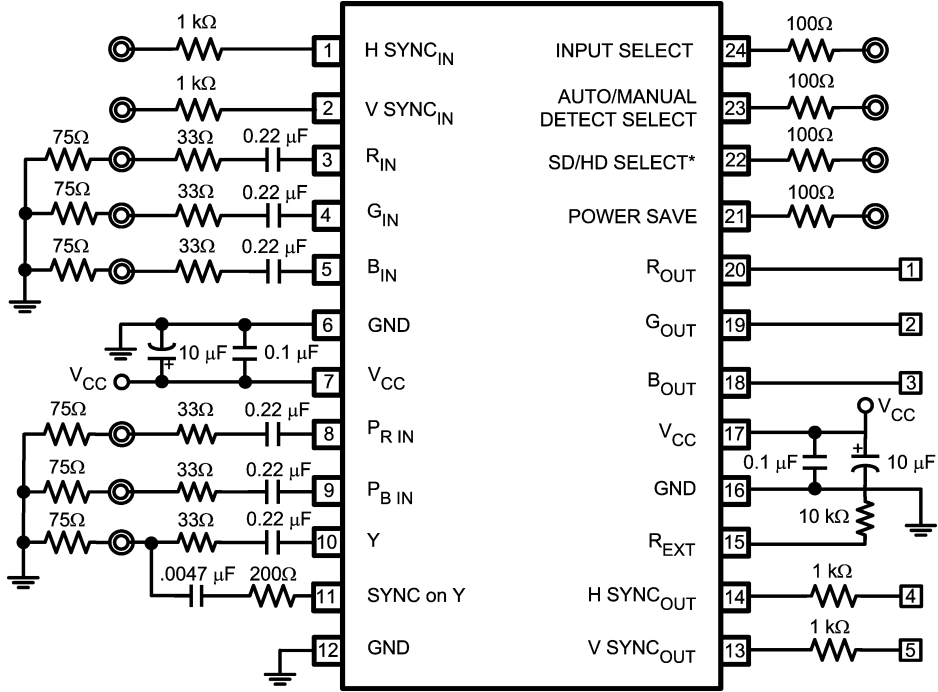 1 kΩ 1 H SYNC_IN INPUT SELECT 24 100Ω
1 kΩ 2 V SYNC_IN AUTO/MANUAL
DETECT SELECT 23 100Ω
75Ω 33Ω 0.22 µF 3 R_IN SD/HD SELECT* 22 100Ω
75Ω 33Ω 0.22 µF 4 G_IN POWER SAVE 21 100Ω
75Ω 33Ω 0.22 µF 5 B_IN R_OUT 20 1
10 µF 0.1 µF 6 GND G_OUT 19 2
V_CC + 7 V_CC B_OUT 18 3
75Ω 33Ω 0.22 µF 8 P_R IN V_CC 17 V_CC
0.1 µF + 10 µF
75Ω 33Ω 0.22 µF 9 P_B IN GND 16
75Ω 33Ω 0.22 µF 10 Y R_EXT 15 10 kΩ
.0047 µF 200Ω 11 SYNC on Y H SYNC_OUT 14 1 kΩ 4
12 GND V SYNC_OUT 13 1 kΩ 5